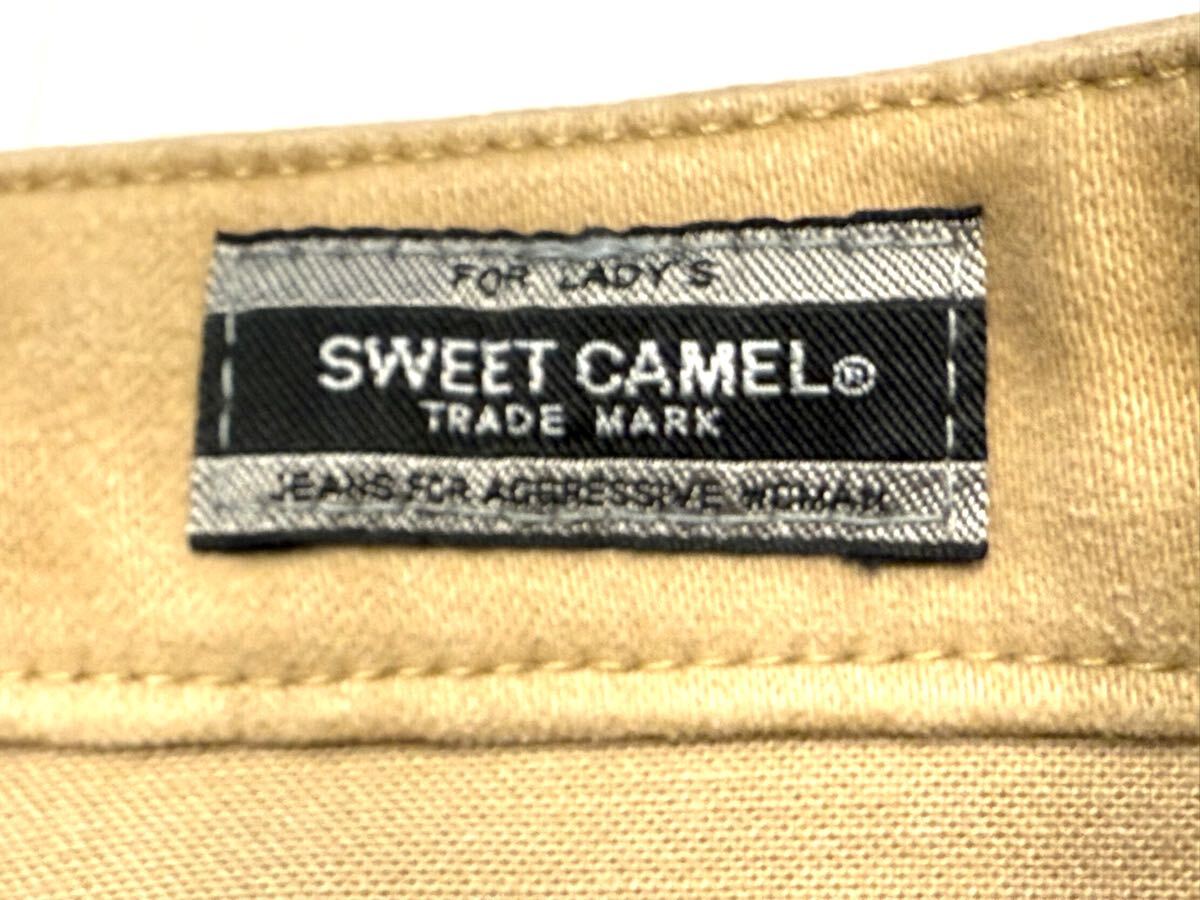 FOR LADY'S
SWEET CAMEL®
TRADE MARK
JEANS FOR AGGRESSIVE WOMAN